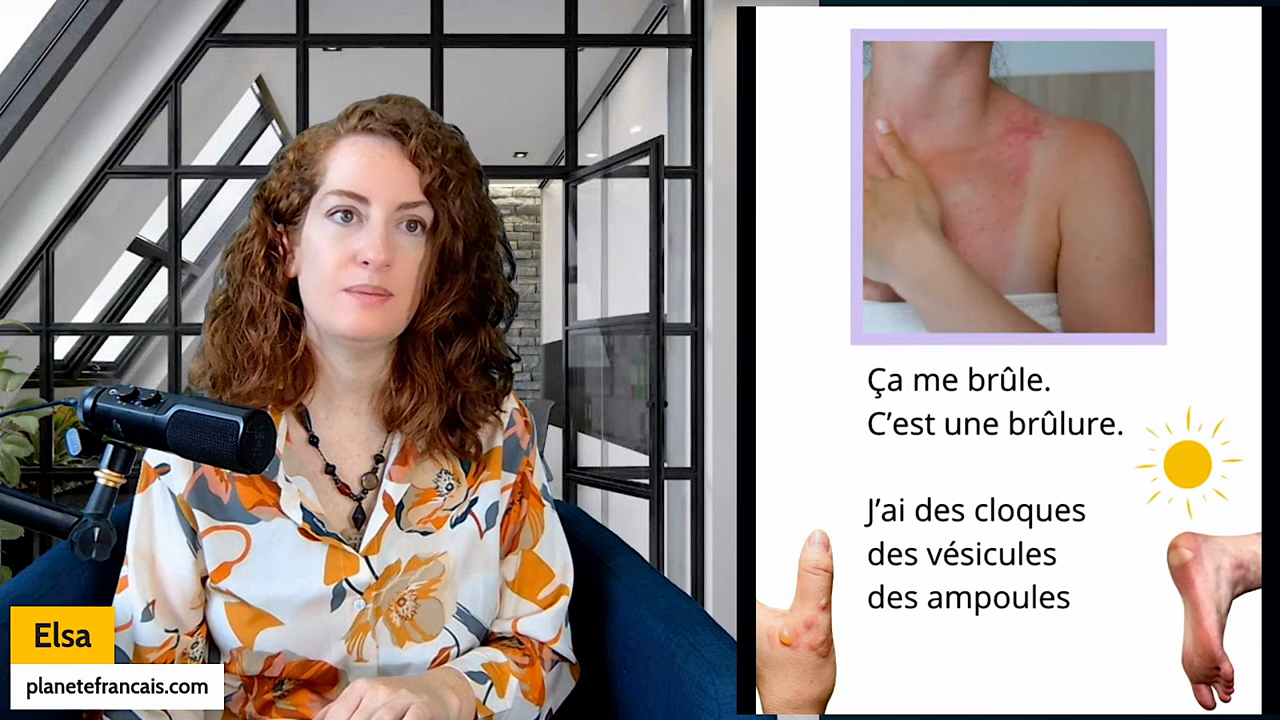 Ça me brûle.
C’est une brûlure.
J’ai des cloques
des vésicules
des ampoules
Elsa
planetefrancais.com